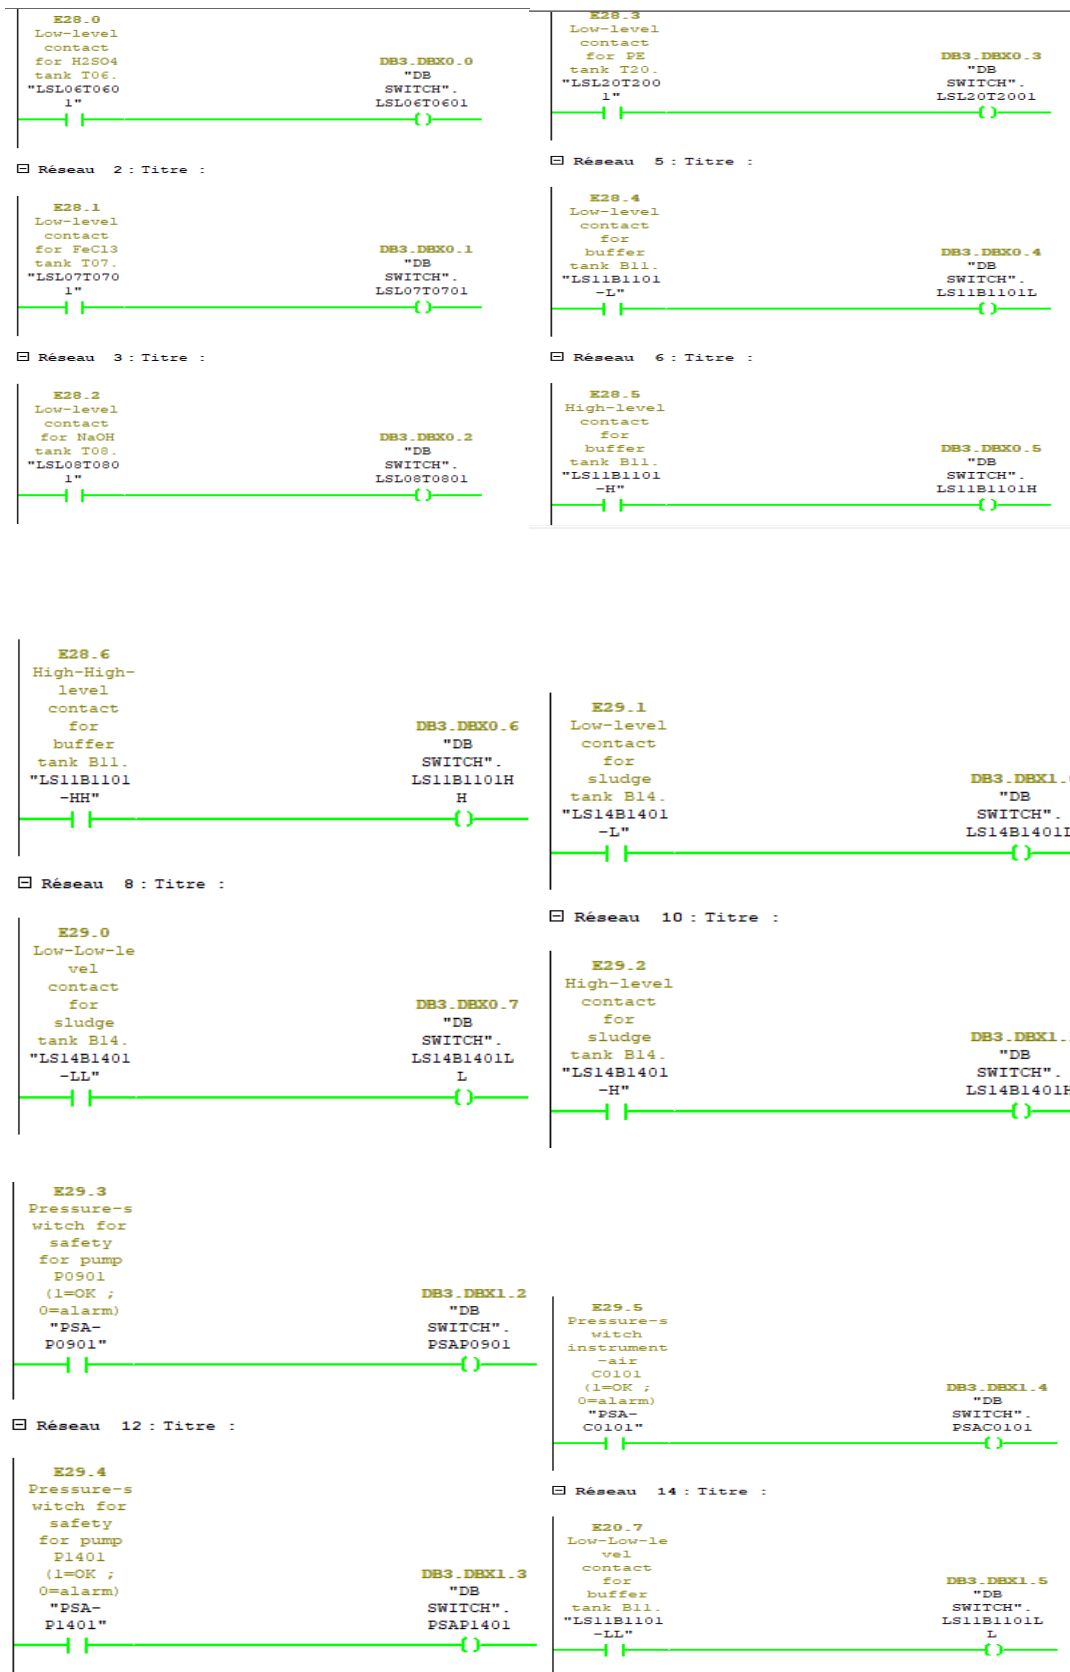 E28.0
Low-level
contact
for H2SO4
tank T06.
"LSL06T060
1"
DB3.DBX0.0
"DB
SWITCH".
LSL06T0601
Réseau 2 : Titre :
E28.1
Low-level
contact
for FeCl3
tank T07.
"LSL07T070
1"
DB3.DBX0.1
"DB
SWITCH".
LSL07T0701
Réseau 3 : Titre :
E28.2
Low-level
contact
for NaOH
tank T08.
"LSL08T080
1"
DB3.DBX0.2
"DB
SWITCH".
LSL08T0801
E28.3
Low-level
contact
for PE
tank T20.
"LSL20T200
1"
DB3.DBX0.3
"DB
SWITCH".
LSL20T2001
Réseau 5 : Titre :
E28.4
Low-level
contact
for
buffer
tank B11.
"LS11B1101
-L"
DB3.DBX0.4
"DB
SWITCH".
LS11B1101L
Réseau 6 : Titre :
E28.5
High-level
contact
for
buffer
tank B11.
"LS11B1101
-H"
DB3.DBX0.5
"DB
SWITCH".
LS11B1101H
E28.6
High-High-
level
contact
for
buffer
tank B11.
"LS11B1101
-HH"
DB3.DBX0.6
"DB
SWITCH".
LS11B1101H
H
Réseau 8 : Titre :
E29.0
Low-Low-le
vel
contact
for
sludge
tank B14.
"LS14B1401
-LL"
DB3.DBX0.7
"DB
SWITCH".
LS14B1401L
L
E29.1
Low-level
contact
for
sludge
tank B14.
"LS14B1401
-L"
DB3.DBX1.
"DB
SWITCH".
LS14B1401L
Réseau 10 : Titre :
E29.2
High-level
contact
for
sludge
tank B14.
"LS14B1401
-H"
DB3.DBX1.
"DB
SWITCH".
LS14B1401H
E29.3
Pressure-s
witch for
safety
for pump
P0901
(1=OK ;
0=alarm)
"PSA-
P0901"
DB3.DBX1.2
"DB
SWITCH".
PSAP0901
Réseau 12 : Titre :
E29.4
Pressure-s
witch for
safety
for pump
P1401
(1=OK ;
0=alarm)
"PSA-
P1401"
DB3.DBX1.3
"DB
SWITCH".
PSAP1401
E29.5
Pressure-s
witch
instrument
-air
C0101
(1=OK ;
0=alarm)
"PSA-
C0101"
DB3.DBX1.4
"DB
SWITCH".
PSAC0101
Réseau 14 : Titre :
E20.7
Low-Low-le
vel
contact
for
buffer
tank B11.
"LS11B1101
-LL"
DB3.DBX1.5
"DB
SWITCH".
LS11B1101L
L